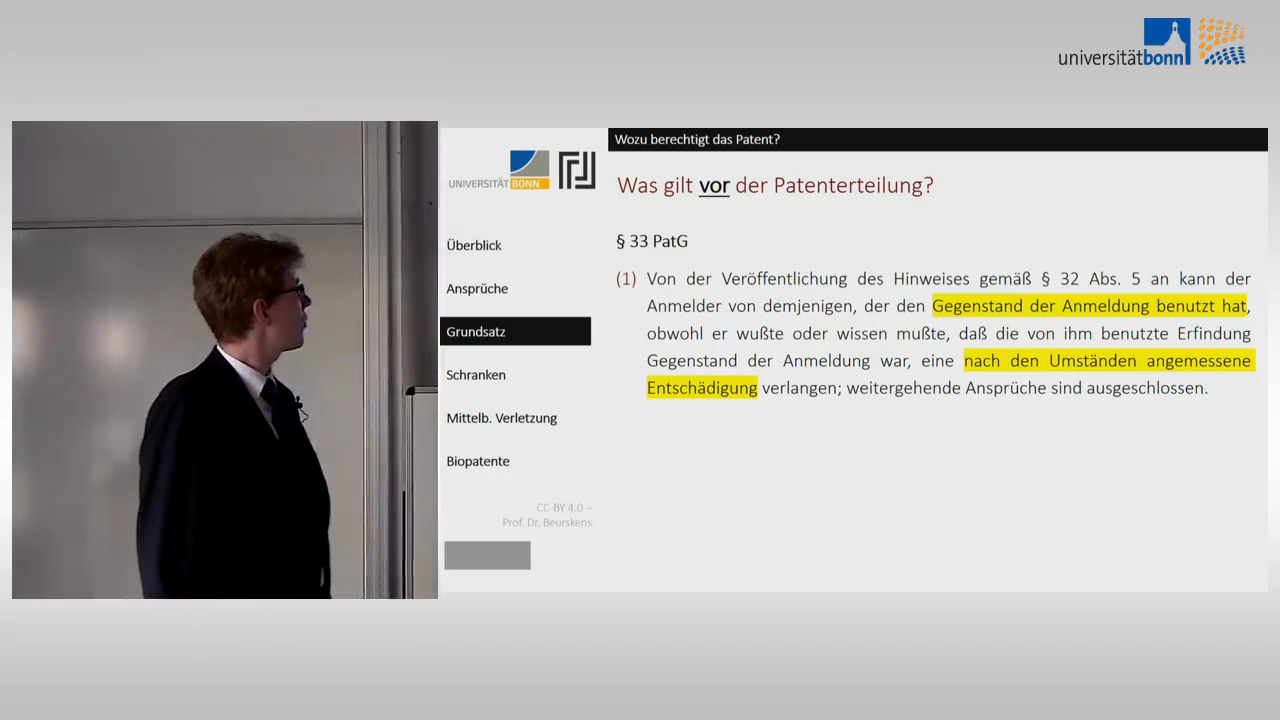 universitätbonn
Wozu berechtigt das Patent?
UNIVERSITÄT BONN
Was gilt vor der Patenterteilung?
§ 33 PatG
Überblick
Ansprüche
Grundsatz
Schranken
Mittelb. Verletzung
Biopatente
(1) Von der Veröffentlichung des Hinweises gemäß § 32 Abs. 5 an kann der
Anmelder von demjenigen, der den Gegenstand der Anmeldung benutzt hat,
obwohl er wußte oder wissen mußte, daß die von ihm benutzte Erfindung
Gegenstand der Anmeldung war, eine nach den Umständen angemessene
Entschädigung verlangen; weitergehende Ansprüche sind ausgeschlossen.
CC-BY 4.0 –
Prof. Dr. Beurskens